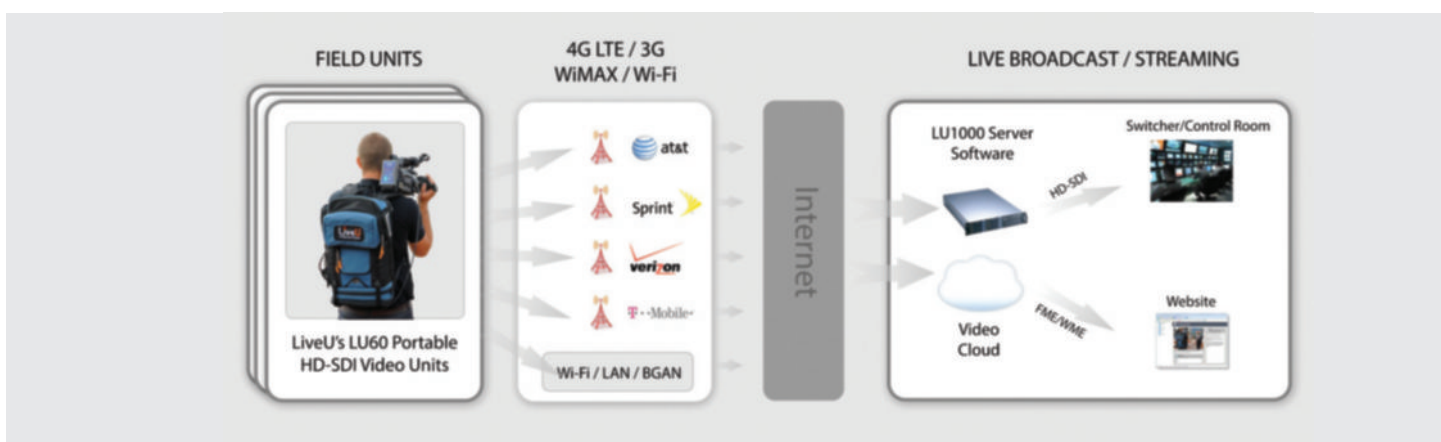 FIELD UNITS
LiveU
LiveU's LU60 Portable
HD-SDI Video Units
4G LTE / 3G
WiMAX / Wi-Fi
at&t
Sprint
verizon
T··Mobile·
Wi-Fi / LAN / BGAN
Internet
LIVE BROADCAST / STREAMING
LU1000 Server
Software
HD-SDI
Switcher/Control Room
Video
Cloud
FME/WME
Website